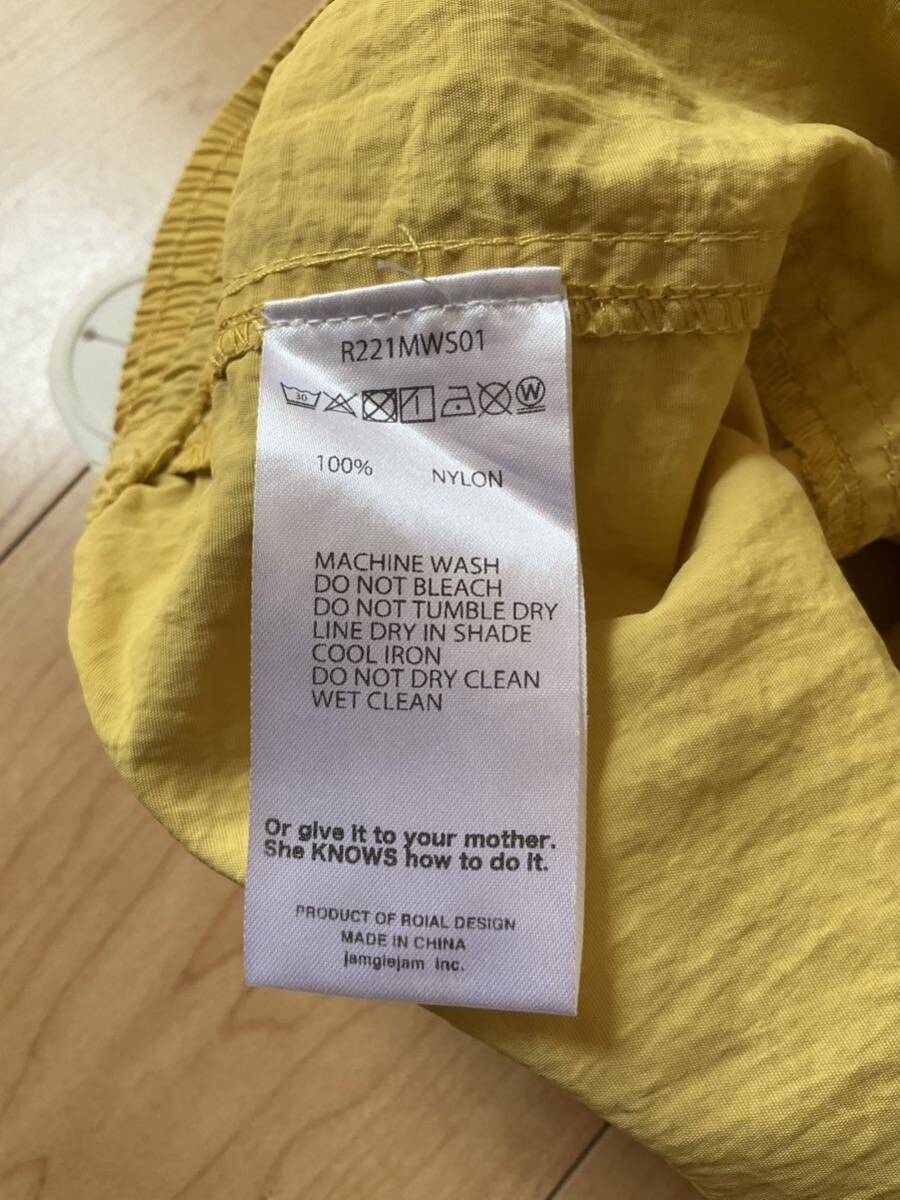 R221MWS01
30
W
100% NYLON
MACHINE WASH
DO NOT BLEACH
DO NOT TUMBLE DRY
LINE DRY IN SHADE
COOL IRON
DO NOT DRY CLEAN
WET CLEAN
Or give it to your mother.
She KNOWS how to do it.
PRODUCT OF ROIAL DESIGN
MADE IN CHINA
jamgiejam Inc.